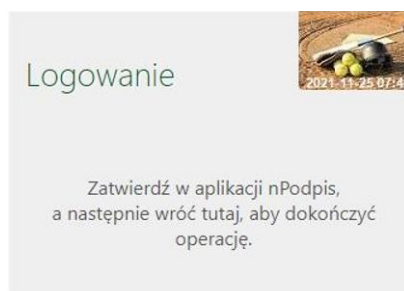 Logowanie
2021-11-25 07:4
Zatwierdź w aplikacji nPodpis,
a następnie wróć tutaj, aby dokończyć
operację.